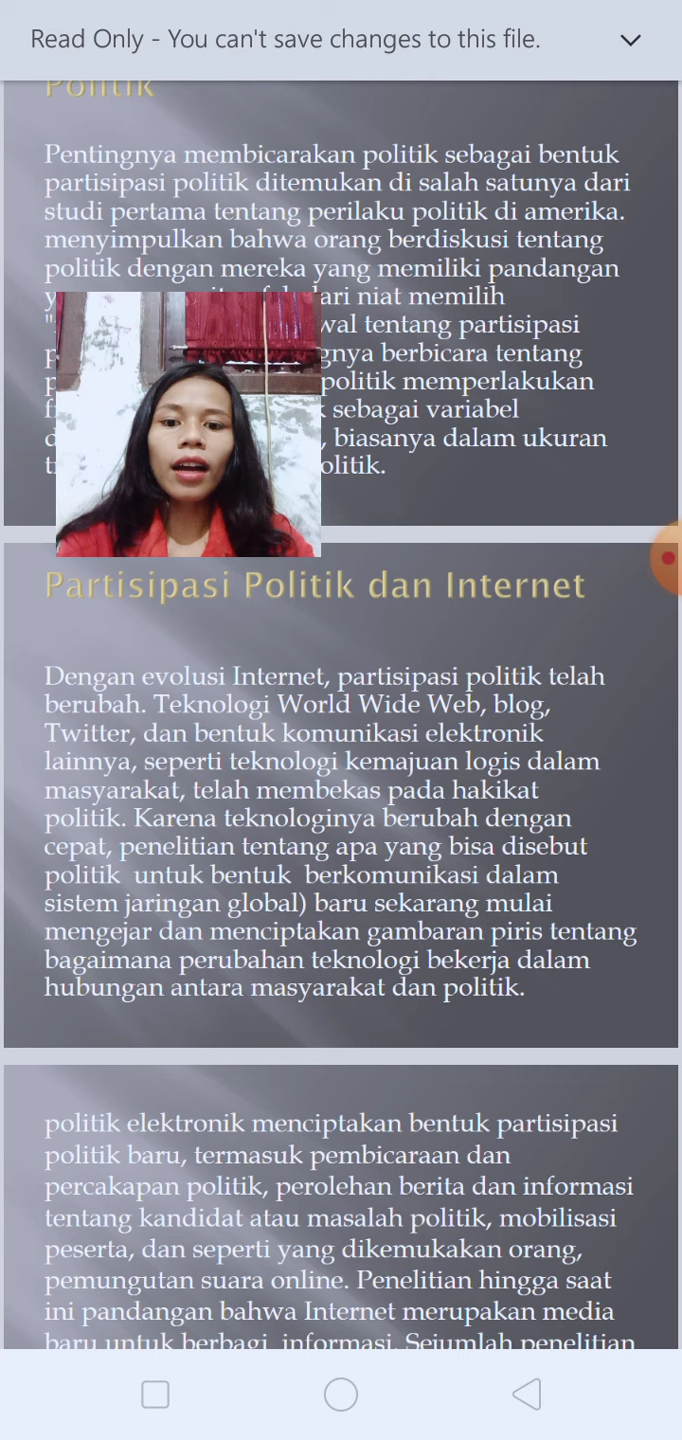 Read Only - You can't save changes to this file.
Politik
Pentingnya membicarakan politik sebagai bentuk
partisipasi politik ditemukan di salah satunya dari
studi pertama tentang perilaku politik di amerika.
menyimpulkan bahwa orang berdiskusi tentang
politik dengan mereka yang memiliki pandangan
dari niat memilih
tentang partisipasi
berbicara tentang
politik memperlakukan
sebagai variabel
, biasanya dalam ukuran
Partisipasi Politik dan Internet
Dengan evolusi Internet, partisipasi politik telah
berubah. Teknologi World Wide Web, blog,
Twitter, dan bentuk komunikasi elektronik
lainnya, seperti teknologi kemajuan logis dalam
masyarakat, telah membekas pada hakikat
politik. Karena teknologinya berubah dengan
cepat, penelitian tentang apa yang bisa disebut
politik untuk bentuk berkomunikasi dalam
sistem jaringan global) baru sekarang mulai
mengejar dan menciptakan gambaran piris tentang
bagaimana perubahan teknologi bekerja dalam
hubungan antara masyarakat dan politik.
politik elektronik menciptakan bentuk partisipasi
politik baru, termasuk pembicaraan dan
percakapan politik, perolehan berita dan informasi
tentang kandidat atau masalah politik, mobilisasi
peserta, dan seperti yang dikemukakan orang,
pemungutan suara online. Penelitian hingga saat
ini pandangan bahwa Internet merupakan media
baru untuk berbagi informasi. Sejumlah penelitian